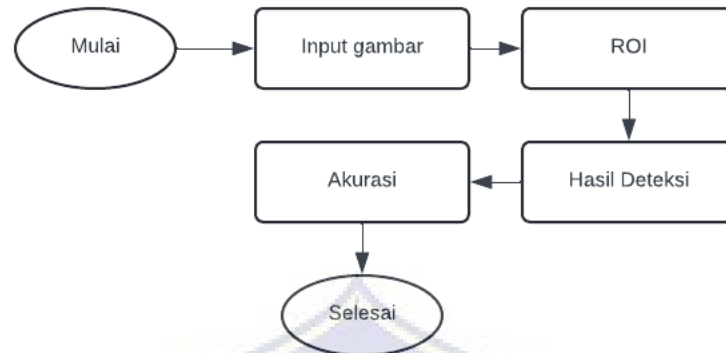 Mulai
Input gambar
ROI
Hasil Deteksi
Akurasi
Selesai